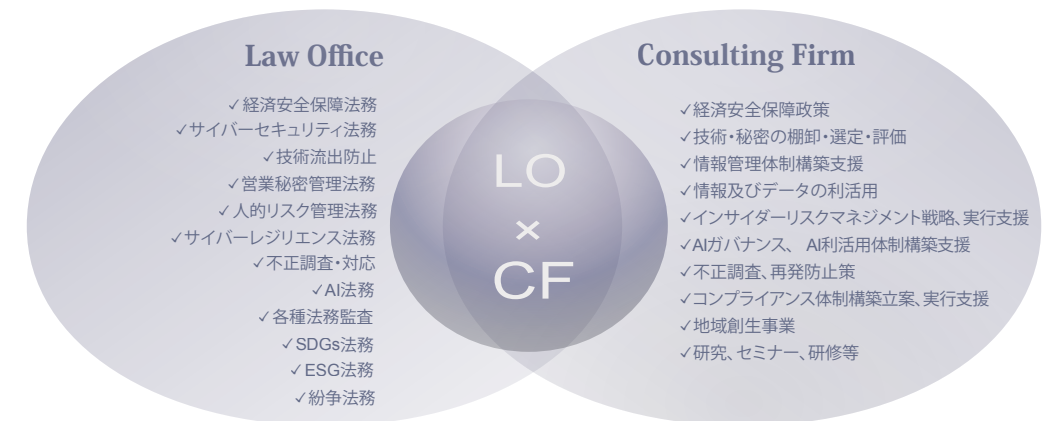 Law Office
✓経済安全保障法務
✓サイバーセキュリティ法務
✓技術流出防止
✓営業秘密管理法務
✓人的リスク管理法務
✓サイバーレジリエンス法務
✓不正調査・対応
✓AI法務
✓各種法務監査
✓SDGs法務
✓ESG法務
✓紛争法務
LO
×
CF
Consulting Firm
✓経済安全保障政策
✓技術・秘密の棚卸・選定・評価
✓情報管理体制構築支援
✓情報及びデータの利活用
✓インサイダーリスクマネジメント戦略、実行支援
✓AIガバナンス、 AI利活用体制構築支援
✓不正調査、再発防止策
✓コンプライアンス体制構築立案、実行支援
✓地域創生事業
✓研究、セミナー、研修等